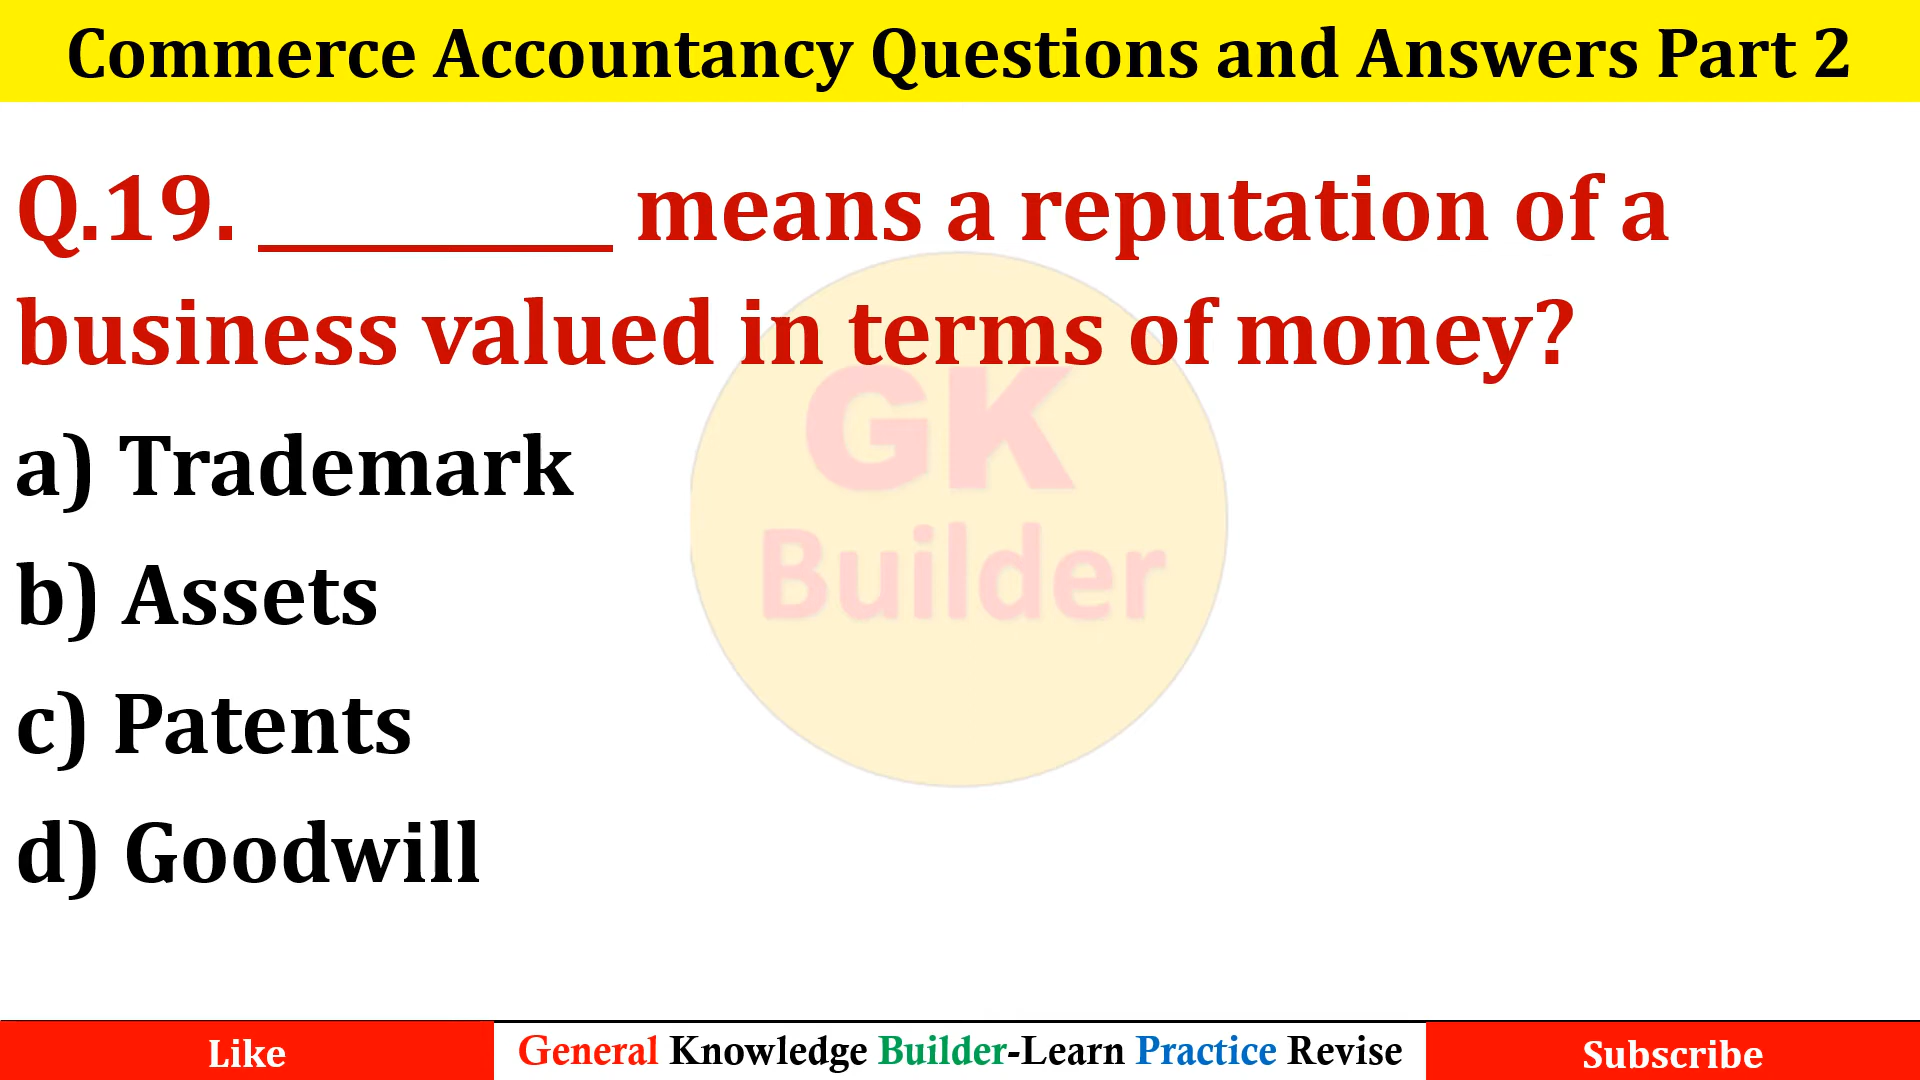 Commerce Accountancy Questions and Answers Part 2
Q.19. ________ means a reputation of a
business valued in terms of money?
GK
Builder
a) Trademark
b) Assets
c) Patents
d) Goodwill
Like
General Knowledge Builder-Learn Practice Revise
Subscribe